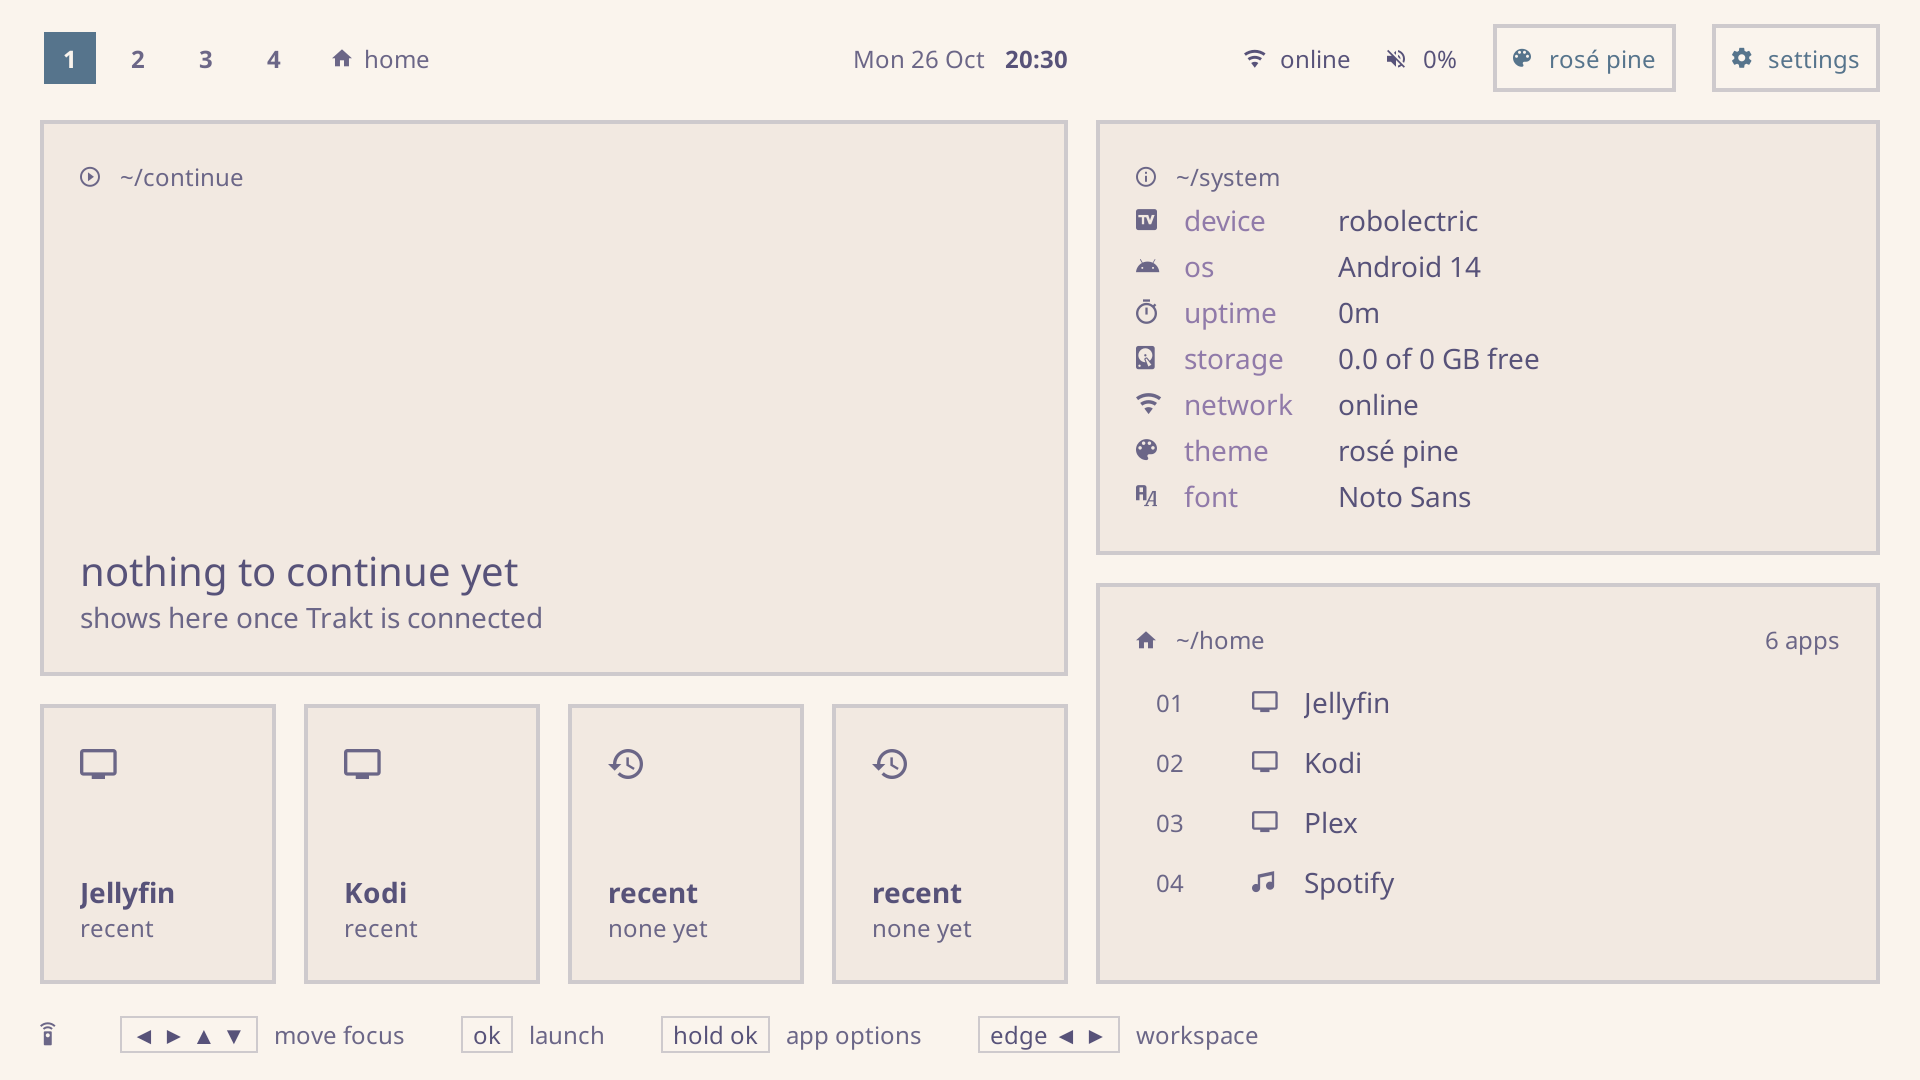 1 2 3 4 home Mon 26 Oct 20:30 online 0% rosé pine settings
~/continue
nothing to continue yet
shows here once Trakt is connected
~/system
TV device robolectric
os Android 14
uptime 0m
storage 0.0 of 0 GB free
network online
theme rosé pine
font Noto Sans
~/home 6 apps
01 Jellyfin
02 Kodi
03 Plex
04 Spotify
Jellyfin
recent
Kodi
recent
recent
none yet
recent
none yet
◀ ▶ ▲ ▼ move focus ok launch hold ok app options edge ◀ ▶ workspace